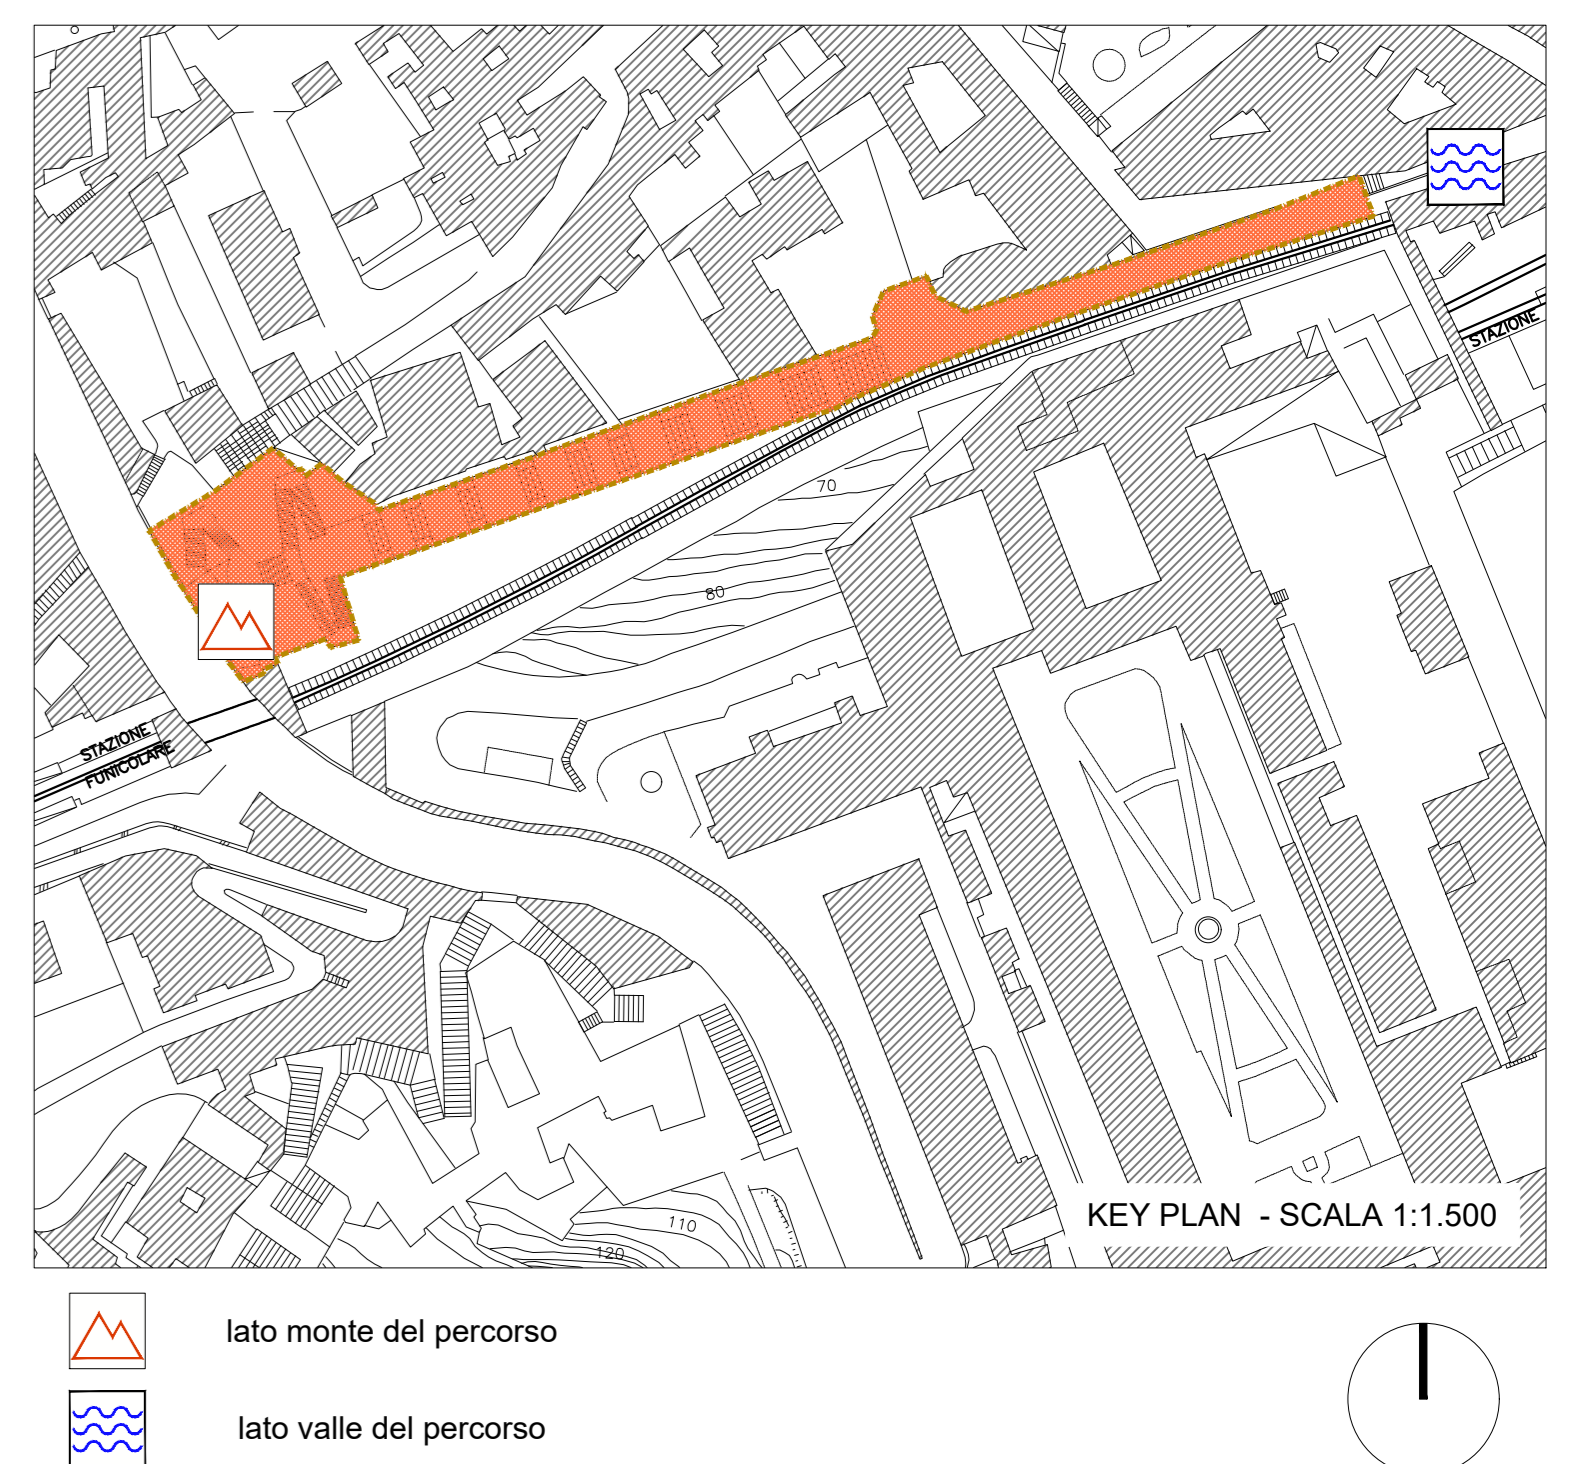 STAZIONE
70
80
STAZIONE
FUNICOLARE
110
120
KEY PLAN - SCALA 1:1.500
lato monte del percorso
lato valle del percorso